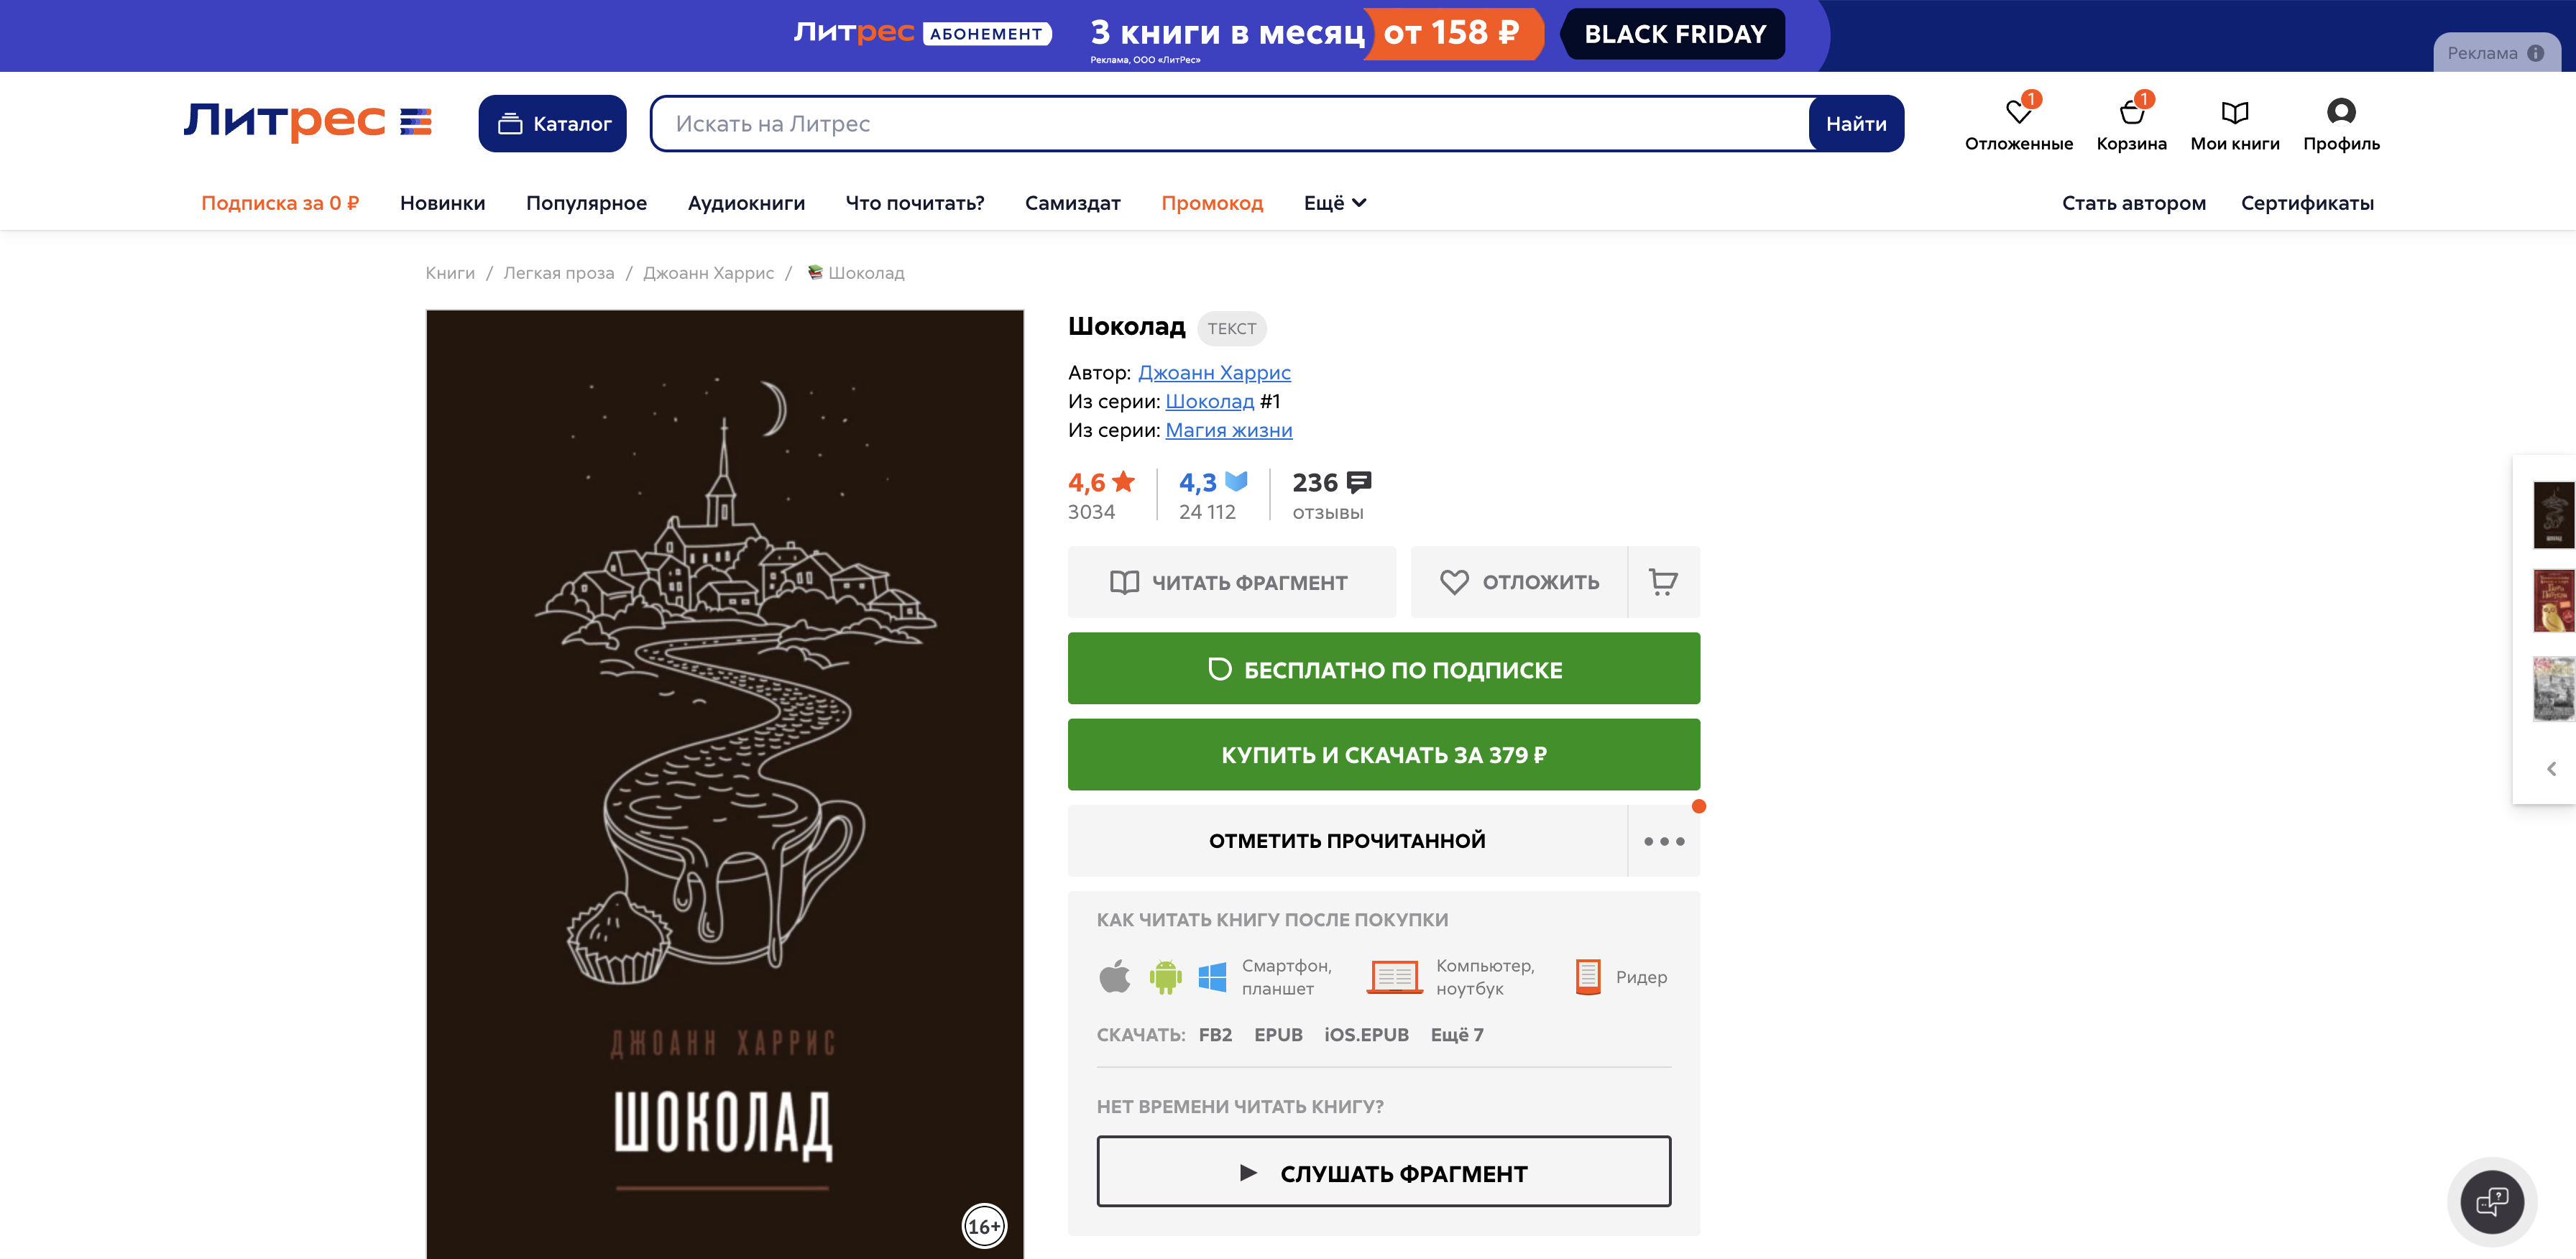 Литрес АБОНЕМЕНТ 3 книги в месяц от 158 ₽ BLACK FRIDAY
Реклама, ООО «ЛитРес»
Реклама
Литрес Каталог Искать на Литрес Найти
1 1
Отложенные Корзина Мои книги Профиль
Подписка за 0 ₽ Новинки Популярное Аудиокниги Что почитать? Самиздат Промокод Ещё Стать автором Сертификаты
Книги / Легкая проза / Джоанн Харрис / Шоколад
ДЖОАНН ХАРРИС
ШОКОЛАД
16+
Шоколад ТЕКСТ
Автор: Джоанн Харрис
Из серии: Шоколад #1
Из серии: Магия жизни
4,6 4,3 236
3034 24 112 отзывы
ЧИТАТЬ ФРАГМЕНТ ОТЛОЖИТЬ
БЕСПЛАТНО ПО ПОДПИСКЕ
КУПИТЬ И СКАЧАТЬ ЗА 379 ₽
ОТМЕТИТЬ ПРОЧИТАННОЙ
КАК ЧИТАТЬ КНИГУ ПОСЛЕ ПОКУПКИ
Смартфон, планшет
Компьютер, ноутбук
Ридер
СКАЧАТЬ: FB2 EPUB iOS.EPUB Ещё 7
НЕТ ВРЕМЕНИ ЧИТАТЬ КНИГУ?
СЛУШАТЬ ФРАГМЕНТ